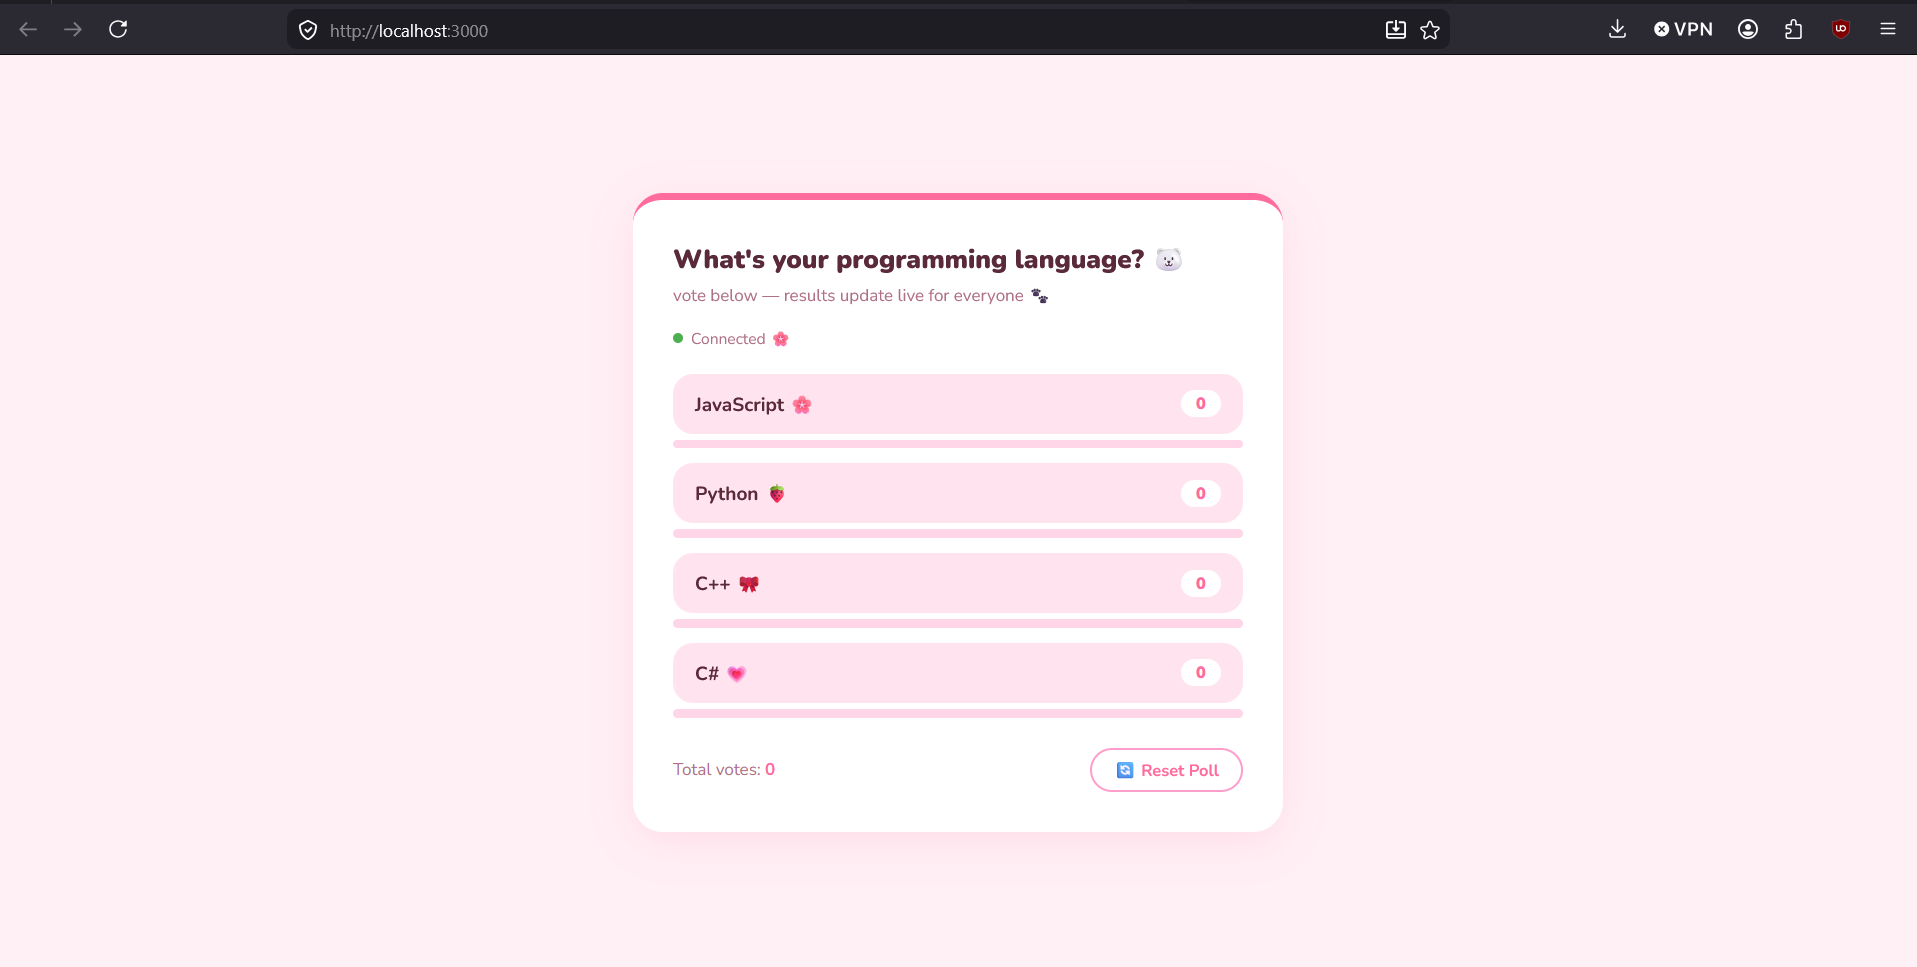 http://localhost:3000
VPN
What's your programming language? 🐻‍❄️
vote below — results update live for everyone 🐾
Connected 🌸
JavaScript 🌸 0
Python 🍓 0
C++ 🎀 0
C# 💗 0
Total votes: 0
🔄 Reset Poll